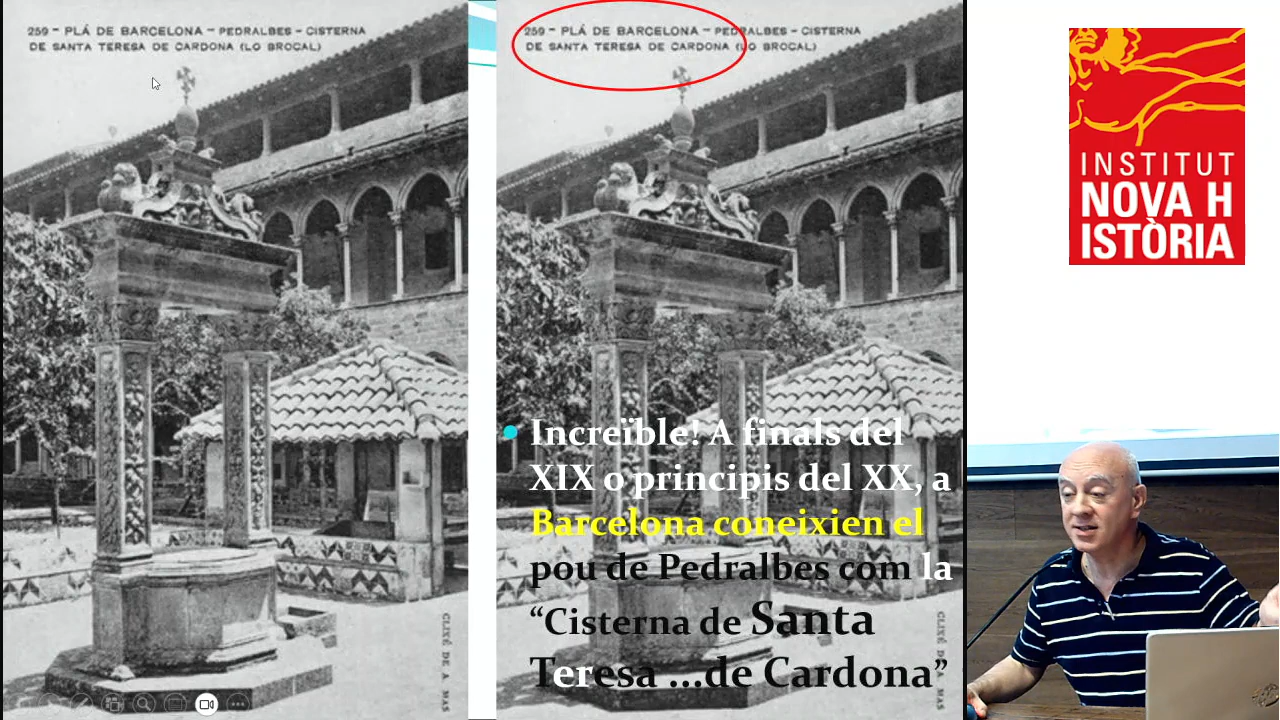 259 - PLÁ DE BARCELONA - PEDRALBES - CISTERNA
DE SANTA TERESA DE CARDONA (LO BROCAL)
CLIXÉ DE A. MAS
259 - PLÁ DE BARCELONA - PEDRALBES - CISTERNA
DE SANTA TERESA DE CARDONA (LO BROCAL)
• Increïble! A finals del
XIX o principis del XX, a
Barcelona coneixien el
pou de Pedralbes com la
“Cisterna de Santa
Teresa ...de Cardona”
CLIXÉ DE A. MAS
INSTITUT
NOVA H
ISTÒRIA